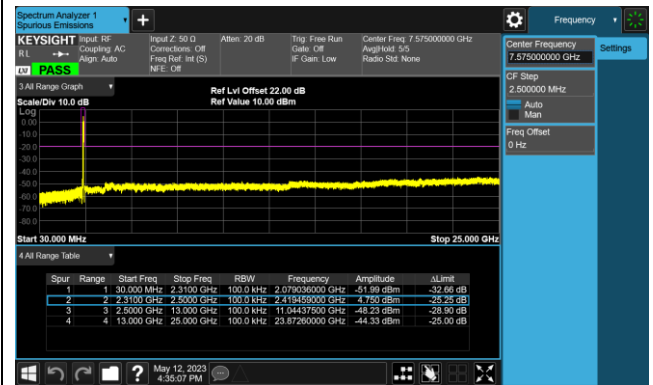 Spectrum Analyzer 1
Spurious Emissions
Frequency
KEYSIGHT Input: RF Input Z: 50 Ω Atten: 20 dB Trig: Free Run Center Freq: 7.575000000 GHz
RL Coupling: AC Corrections: Off Gate: Off Avg|Hold: 5/5
Align: Auto Freq Ref: Int (S) IF Gain: Low Radio Std: None
NFE: Off
LXI PASS
Center Frequency
7.575000000 GHz
Settings
CF Step
2.500000 MHz
Auto
Man
Freq Offset
0 Hz
3 All Range Graph
Ref Lvl Offset 22.00 dB
Scale/Div 10.0 dB Ref Value 10.00 dBm
Log
0.00
-10.0
-20.0
-30.0
-40.0
-50.0
-60.0
-70.0
-80.0
Start 30.000 MHz Stop 25.000 GHz
4 All Range Table
Spur Range Start Freq Stop Freq RBW Frequency Amplitude ΔLimit
1 1 30.000 MHz 2.3100 GHz 100.0 kHz 2.079036000 GHz -51.99 dBm -32.66 dB
2 2 2.3100 GHz 2.5000 GHz 100.0 kHz 2.419459000 GHz 4.750 dBm -25.25 dB
3 3 2.5000 GHz 13.000 GHz 100.0 kHz 11.04437500 GHz -48.23 dBm -28.90 dB
4 4 13.000 GHz 25.000 GHz 100.0 kHz 23.87260000 GHz -44.33 dBm -25.00 dB
May 12, 2023
4:35:07 PM